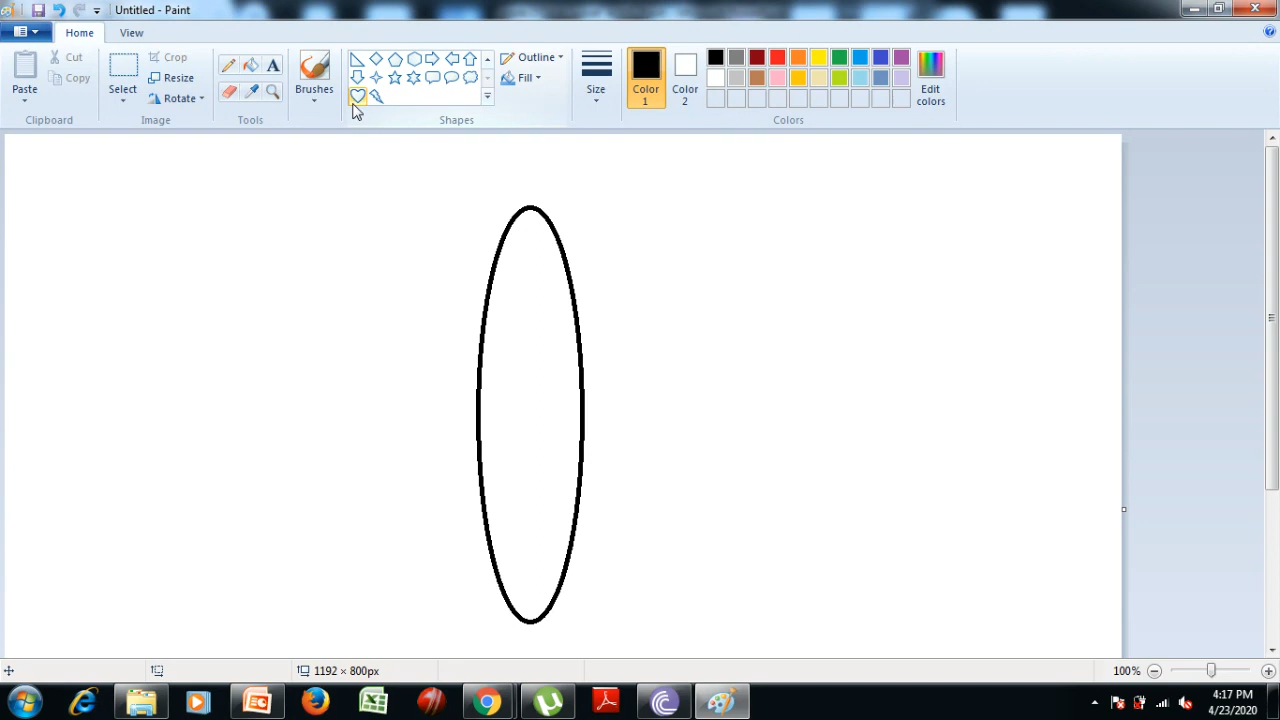 Untitled - Paint
Home View
Paste
Cut
Copy
Clipboard
Select
Crop
Resize
Rotate
Image
A
Tools
Brushes
Shapes
Outline
Fill
Size
Color 1
Color 2
Colors
Edit colors
1192 × 800px
100%
4:17 PM
4/23/2020